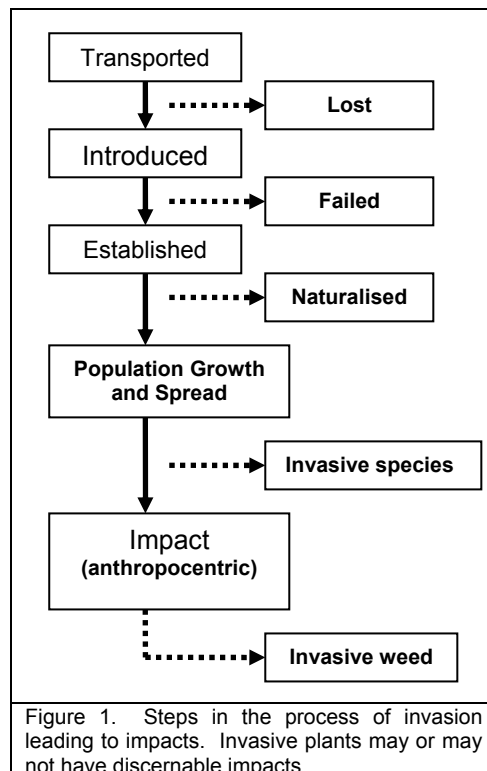 Transported
Lost
Introduced
Failed
Established
Naturalised
Population Growth
and Spread
Invasive species
Impact
(anthropocentric)
Invasive weed
Figure 1. Steps in the process of invasion
leading to impacts. Invasive plants may or may
not have discernable impacts